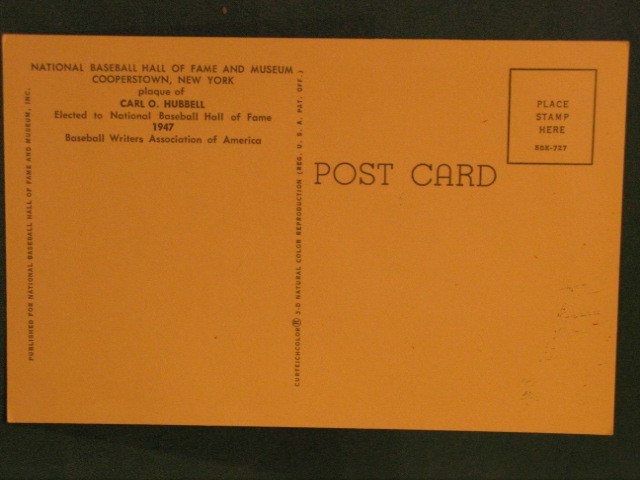 NATIONAL BASEBALL HALL OF FAME AND MUSEUM
COOPERSTOWN, NEW YORK
plaque of
CARL O. HUBBELL
Elected to National Baseball Hall of Fame
1947
Baseball Writers Association of America
PUBLISHED FOR NATIONAL BASEBALL HALL OF FAME AND MUSEUM, INC.
CURTEICHCOLOR® 3-D NATURAL COLOR REPRODUCTION (REG. U. S. A. PAT. OFF.)
POST CARD
PLACE
STAMP
HERE